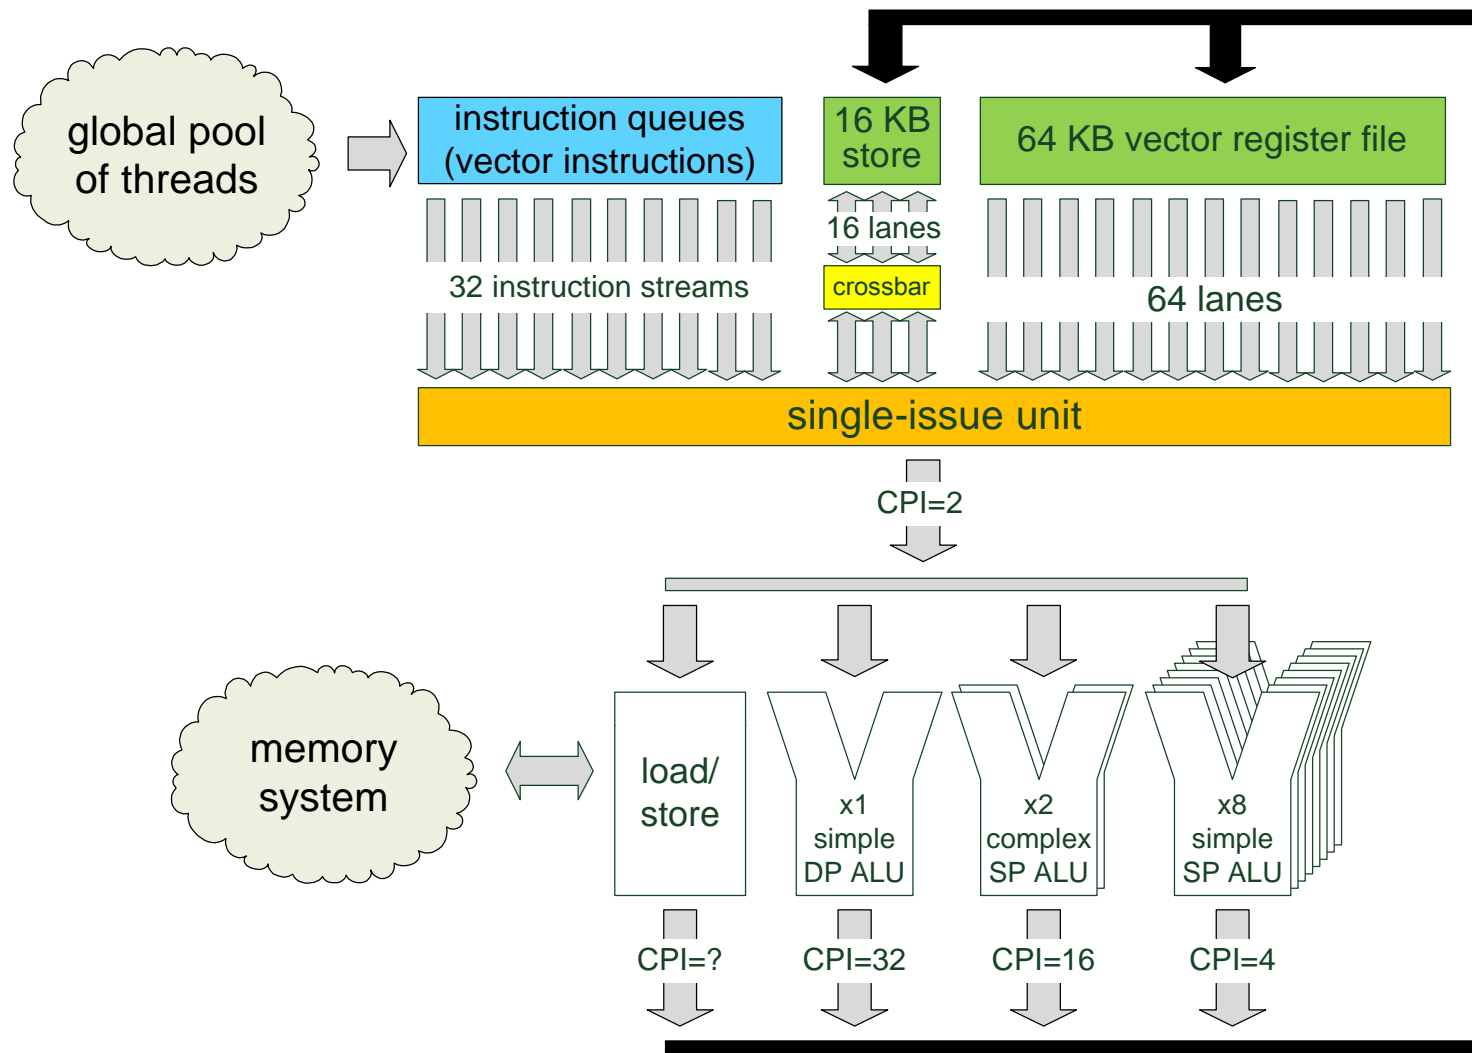 global pool
of threads
instruction queues
(vector instructions)
16 KB
store
64 KB vector register file
16 lanes
32 instruction streams
crossbar
64 lanes
single-issue unit
CPI=2
memory
system
load/
store
x1
simple
DP ALU
x2
complex
SP ALU
x8
simple
SP ALU
CPI=?
CPI=32
CPI=16
CPI=4